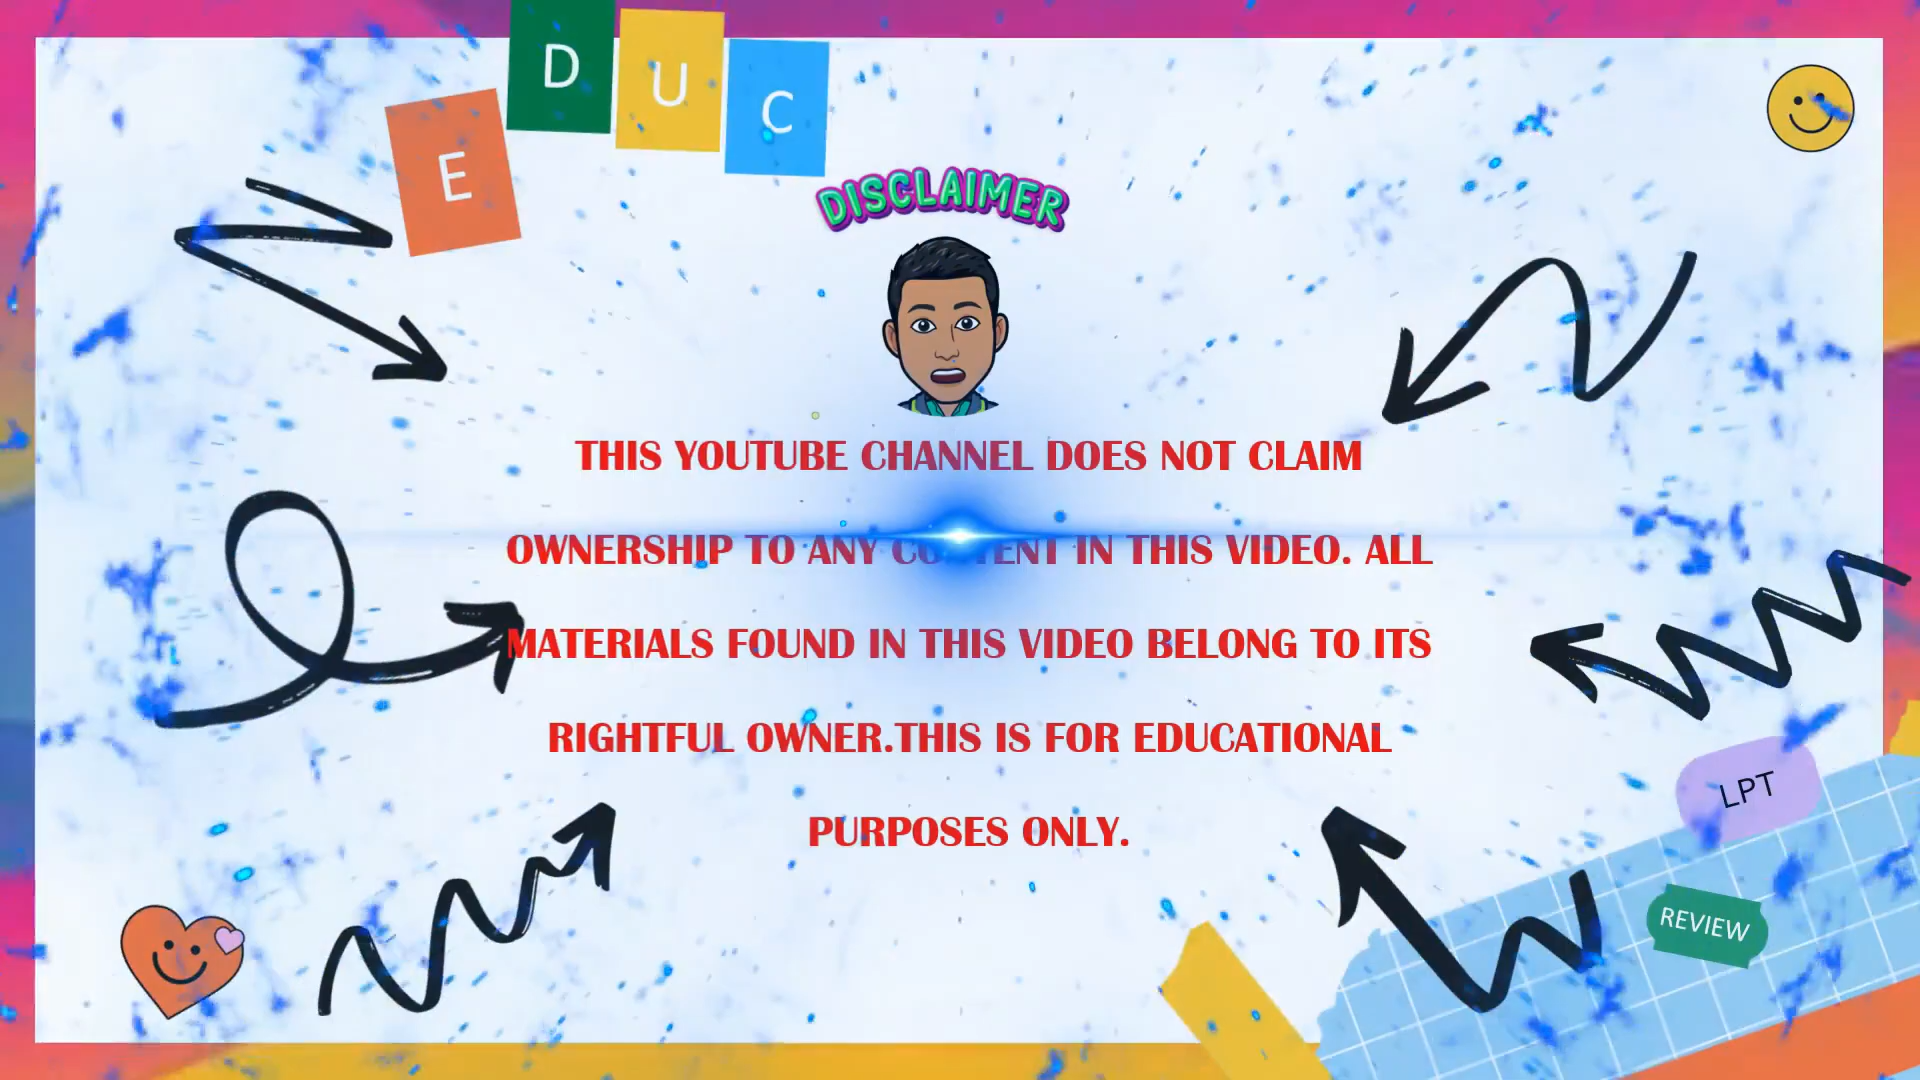 E D U C
DISCLAIMER
THIS YOUTUBE CHANNEL DOES NOT CLAIM
OWNERSHIP TO ANY CONTENT IN THIS VIDEO. ALL
MATERIALS FOUND IN THIS VIDEO BELONG TO ITS
RIGHTFUL OWNER.THIS IS FOR EDUCATIONAL
PURPOSES ONLY.
LPT
REVIEW